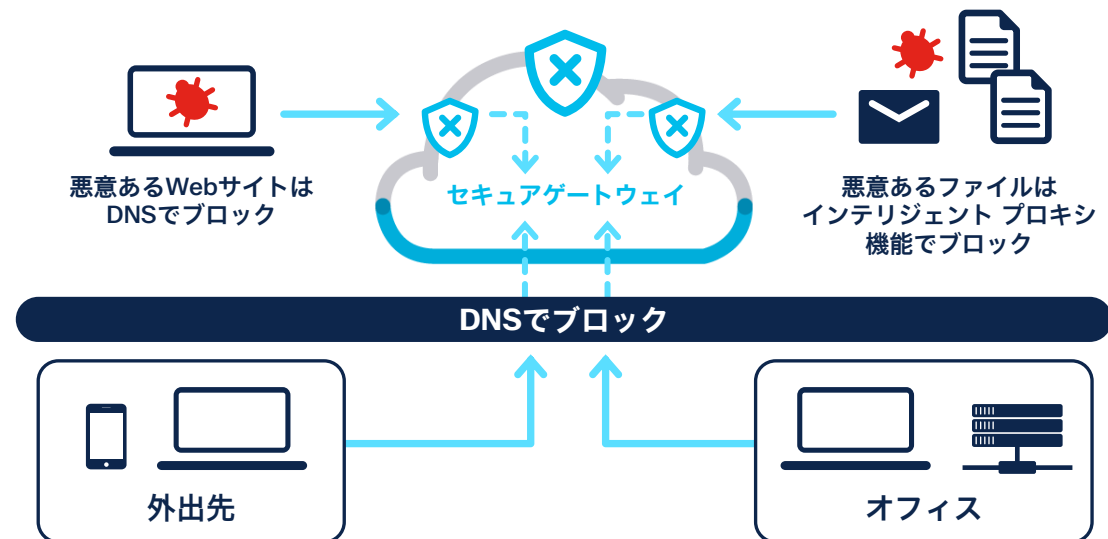 悪意あるWebサイトは
DNSでブロック
セキュアゲートウェイ
悪意あるファイルは
インテリジェント プロキシ
機能でブロック
DNSでブロック
外出先
オフィス